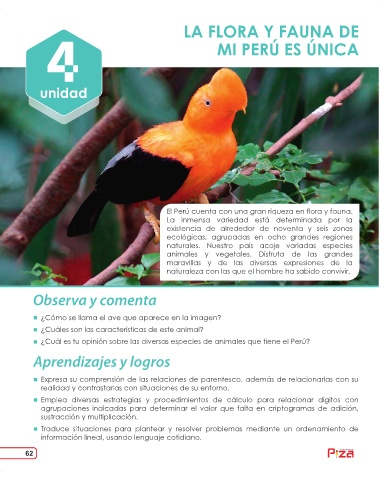 LA FLORA Y FAUNA DE
MI PERÚ ES ÚNICA
4
unidad
El Perú cuenta con una gran riqueza en flora y fauna.
La inmensa variedad está determinada por la
existencia de alrededor de noventa y seis zonas
ecológicas, agrupadas en ocho grandes regiones
naturales. Nuestro país acoje variadas especies
animales y vegetales. Disfruta de las grandes
maravillas y de las diversas expresiones de la
naturaleza con las que el hombre ha sabido convivir.
Observa y comenta
¿Cómo se llama el ave que aparece en la imagen?
¿Cuáles son las características de este animal?
¿Cuál es tu opinión sobre las diversas especies de animales que tiene el Perú?
Aprendizajes y logros
Expresa su comprensión de las relaciones de parentesco, además de relacionarlas con su
realidad y contrastarlas con situaciones de su entorno.
Emplea diversas estrategias y procedimientos de cálculo para relacionar dígitos con
agrupaciones indicadas para determinar el valor que falta en criptogramas de adición,
sustracción y multiplicación.
Traduce situaciones para plantear y resolver problemas mediante un ordenamiento de
información lineal, usando lenguaje cotidiano.
62
Pizá